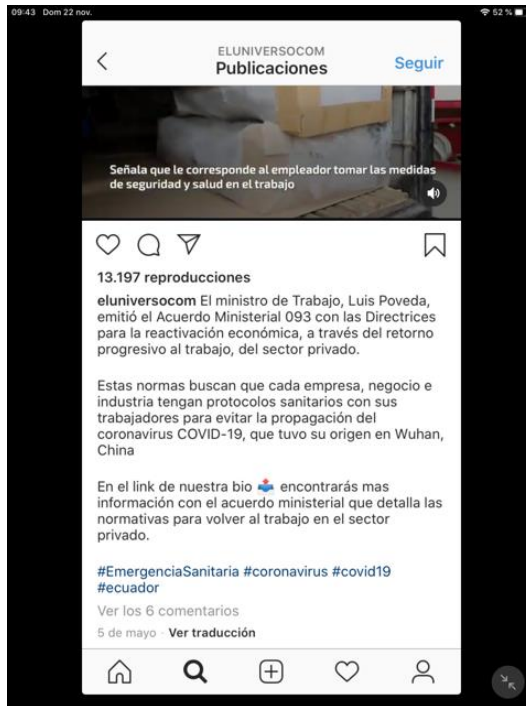 09:43 Dom 22 nov.
52 %
ELUNIVERSOCOM
Publicaciones
Seguir
Señala que le corresponde al empleador tomar las medidas
de seguridad y salud en el trabajo
13.197 reproducciones
eluniversocom El ministro de Trabajo, Luis Poveda,
emitió el Acuerdo Ministerial 093 con las Directrices
para la reactivación económica, a través del retorno
progresivo al trabajo, del sector privado.
Estas normas buscan que cada empresa, negocio e
industria tengan protocolos sanitarios con sus
trabajadores para evitar la propagación del
coronavirus COVID-19, que tuvo su origen en Wuhan,
China
En el link de nuestra bio 📥 encontrarás mas
información con el acuerdo ministerial que detalla las
normativas para volver al trabajo en el sector
privado.
#EmergenciaSanitaria #coronavirus #covid19
#ecuador
Ver los 6 comentarios
5 de mayo · Ver traducción